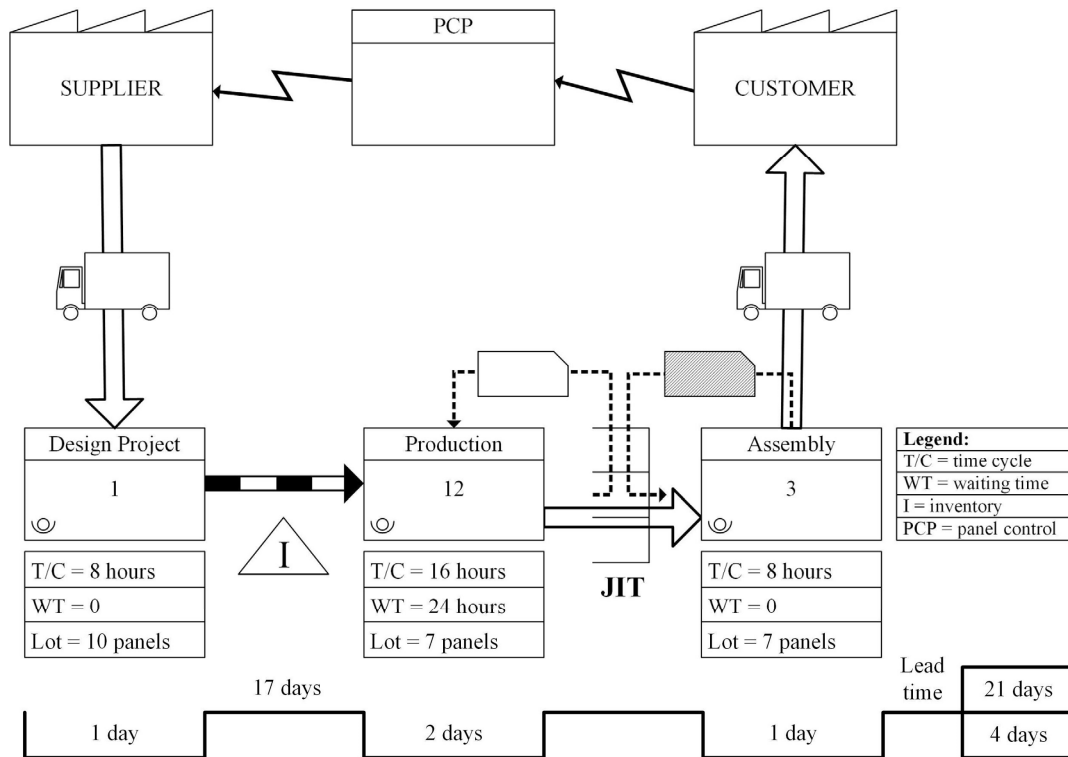 PCP
SUPPLIER
CUSTOMER
Design Project
1
Production
12
Assembly
3
Legend:
T/C = time cycle
WT = waiting time
I = inventory
PCP = panel control
I
JIT
T/C = 8 hours
WT = 0
Lot = 10 panels
T/C = 16 hours
WT = 24 hours
Lot = 7 panels
T/C = 8 hours
WT = 0
Lot = 7 panels
1 day
17 days
2 days
1 day
Lead
time
21 days
4 days